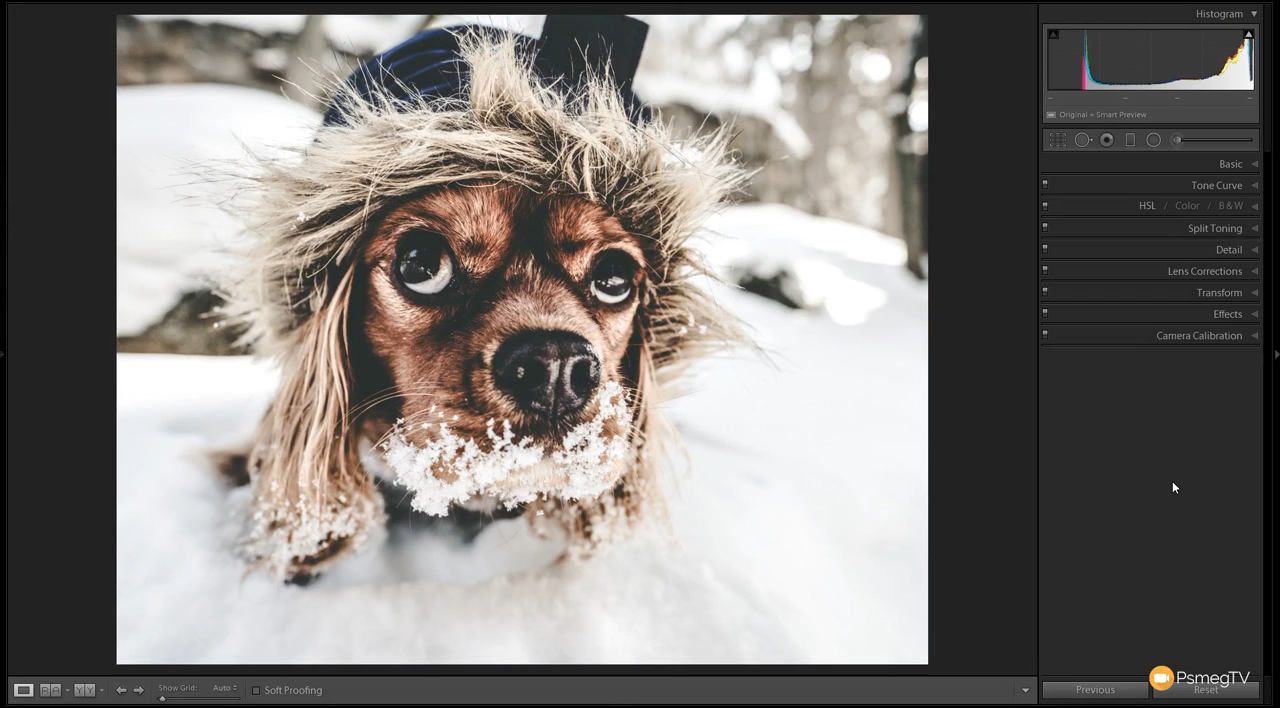 Histogram
Original + Smart Preview
Basic
Tone Curve
HSL / Color / B & W
Split Toning
Detail
Lens Corrections
Transform
Effects
Camera Calibration
Show Grid: Auto
Soft Proofing
Previous
Reset
PsmegTV